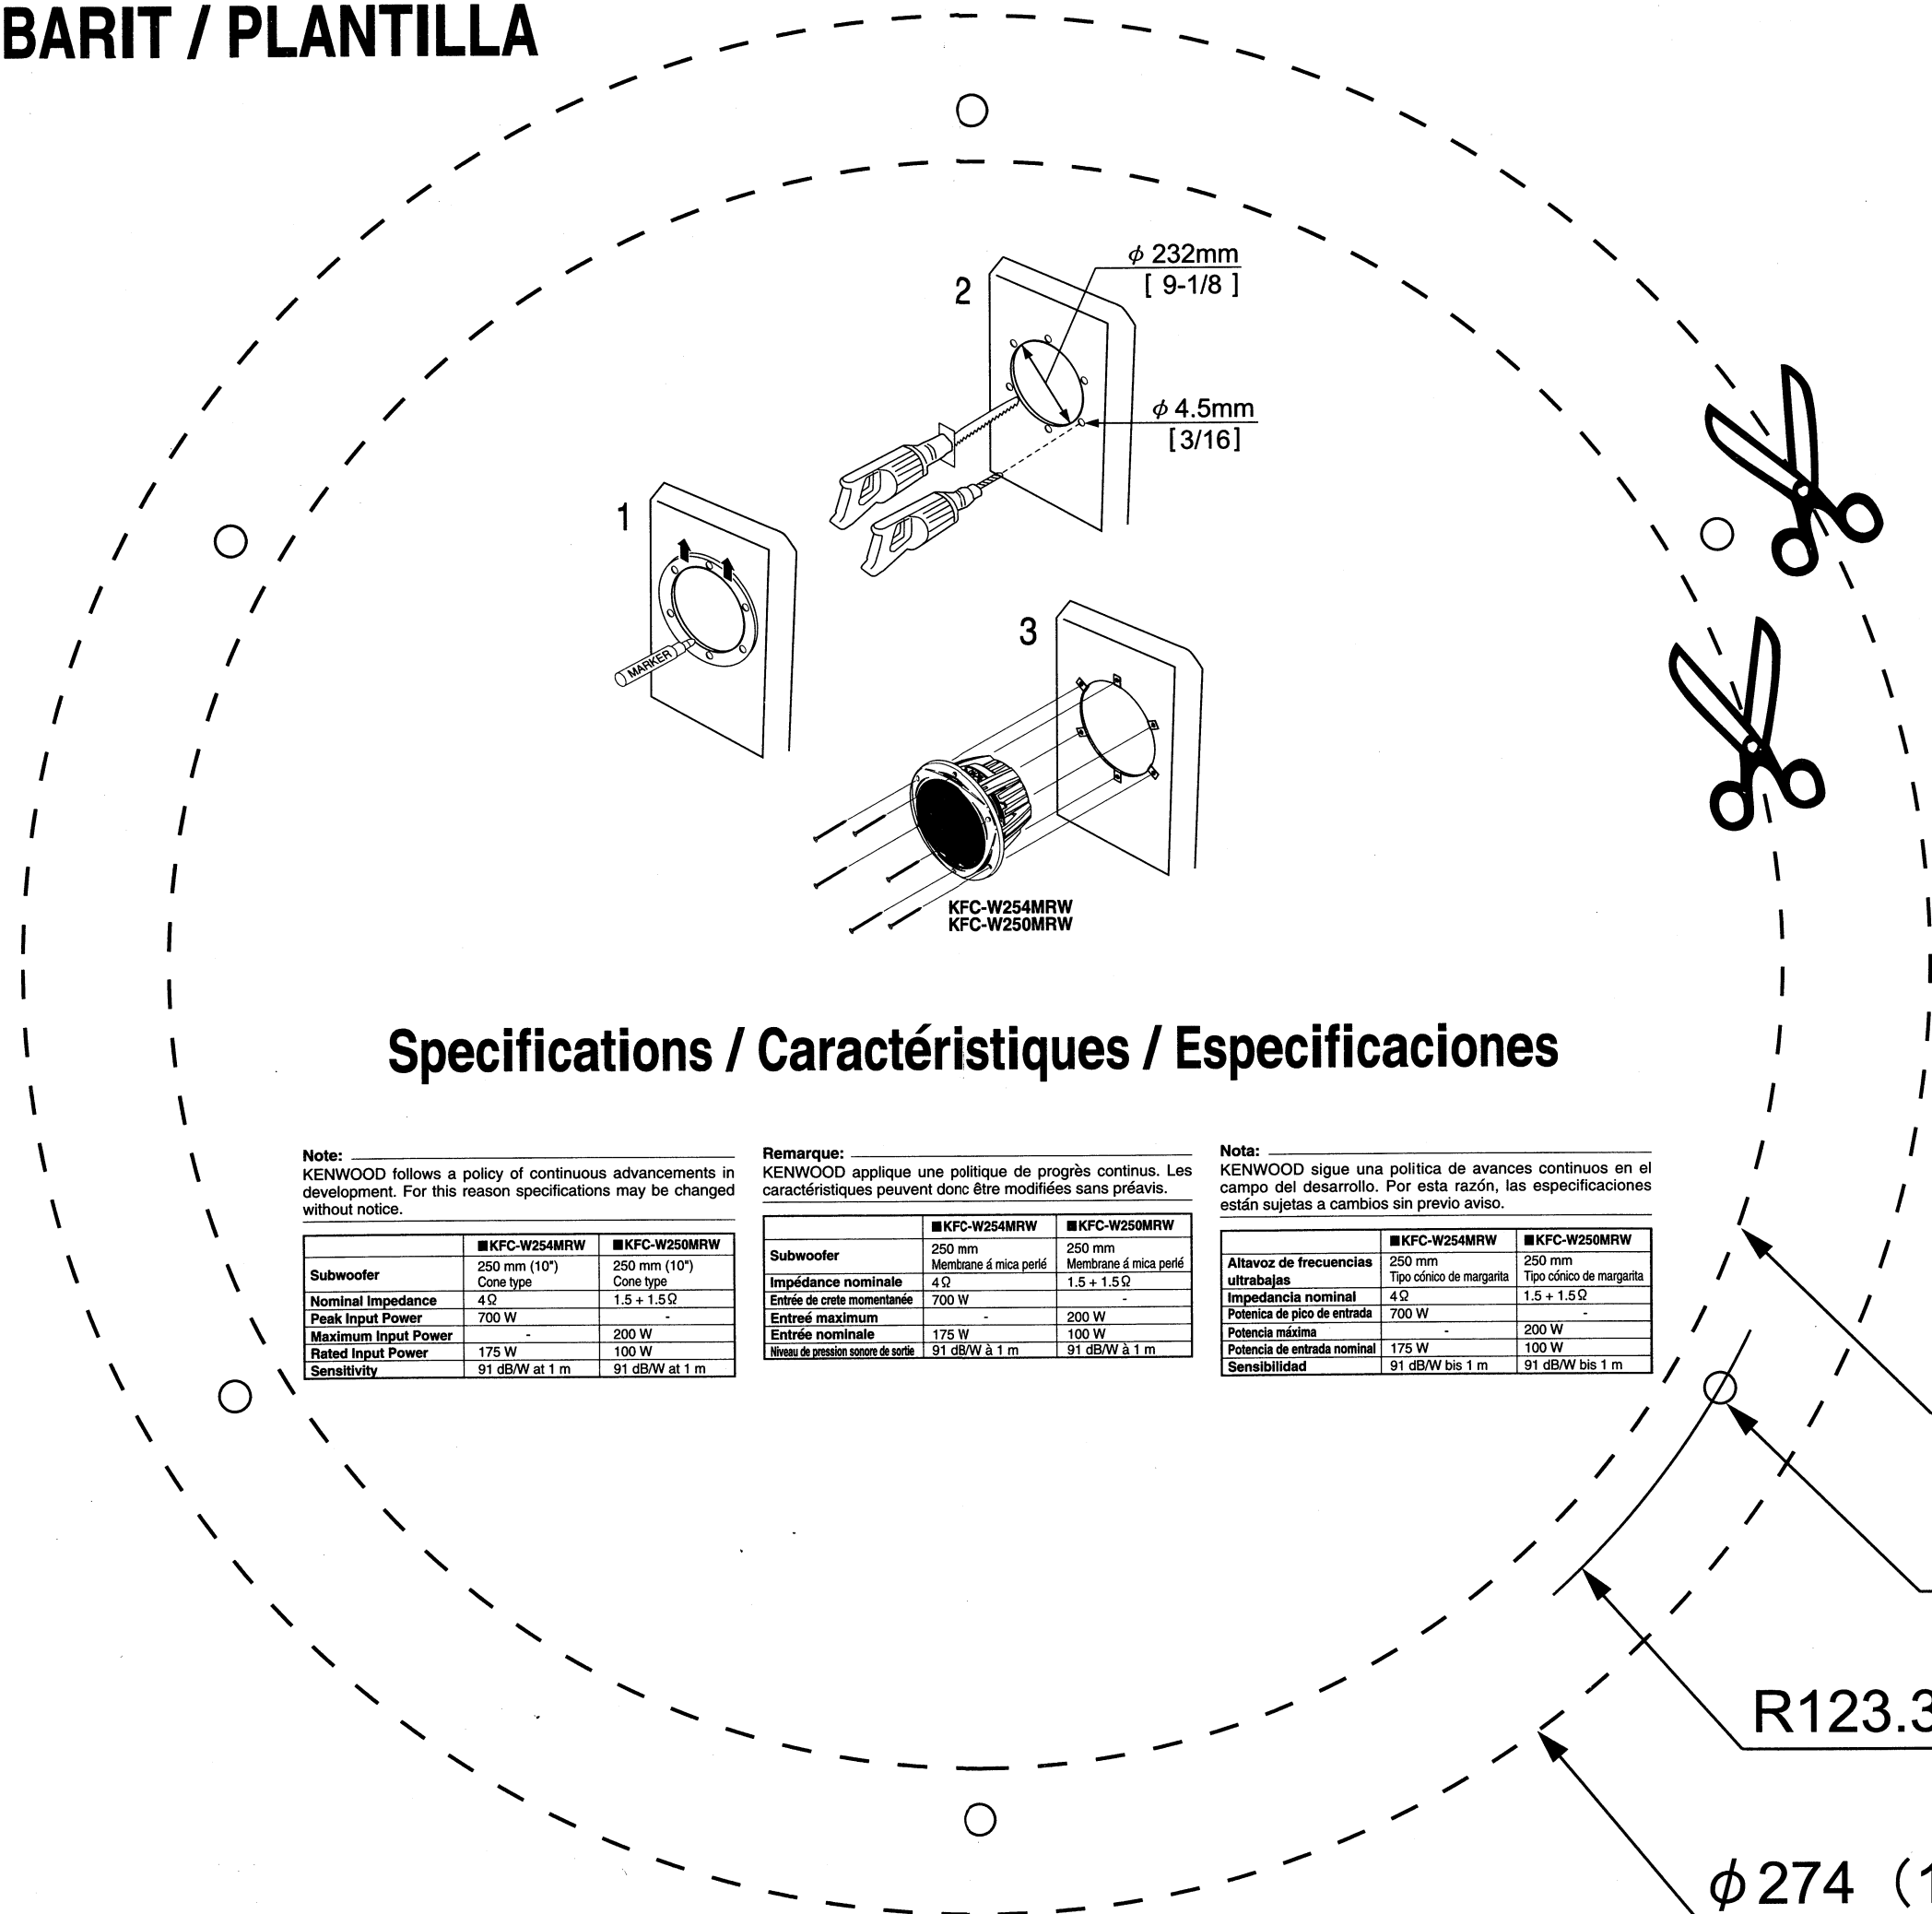 BARIT / PLANTILLA
2
φ 232mm
[ 9-1/8 ]
φ 4.5mm
[3/16]
1
MARKER
3
KFC-W254MRW
KFC-W250MRW
Specifications / Caractéristiques / Especificaciones
Note:
KENWOOD follows a policy of continuous advancements in
development. For this reason specifications may be changed
without notice.
■KFC-W254MRW ■KFC-W250MRW
Subwoofer 250 mm (10") 250 mm (10")
Cone type Cone type
Nominal Impedance 4Ω 1.5 + 1.5Ω
Peak Input Power 700 W -
Maximum Input Power - 200 W
Rated Input Power 175 W 100 W
Sensitivity 91 dB/W at 1 m 91 dB/W at 1 m
Remarque:
KENWOOD applique une politique de progrès continus. Les
caractéristiques peuvent donc être modifiées sans préavis.
■KFC-W254MRW ■KFC-W250MRW
Subwoofer 250 mm 250 mm
Membrane á mica perlé Membrane á mica perlé
Impédance nominale 4Ω 1.5 + 1.5Ω
Entrée de crete momentanée 700 W -
Entreé maximum - 200 W
Entrée nominale 175 W 100 W
Niveau de pression sonore de sortie 91 dB/W à 1 m 91 dB/W à 1 m
Nota:
KENWOOD sigue una politica de avances continuos en el
campo del desarrollo. Por esta razón, las especificaciones
están sujetas a cambios sin previo aviso.
■KFC-W254MRW ■KFC-W250MRW
Altavoz de frecuencias 250 mm 250 mm
ultrabajas Tipo cónico de margarita Tipo cónico de margarita
Impedancia nominal 4Ω 1.5 + 1.5Ω
Potenica de pico de entrada 700 W -
Potencia máxima - 200 W
Potencia de entrada nominal 175 W 100 W
Sensibilidad 91 dB/W bis 1 m 91 dB/W bis 1 m
R123.3
φ274 (1